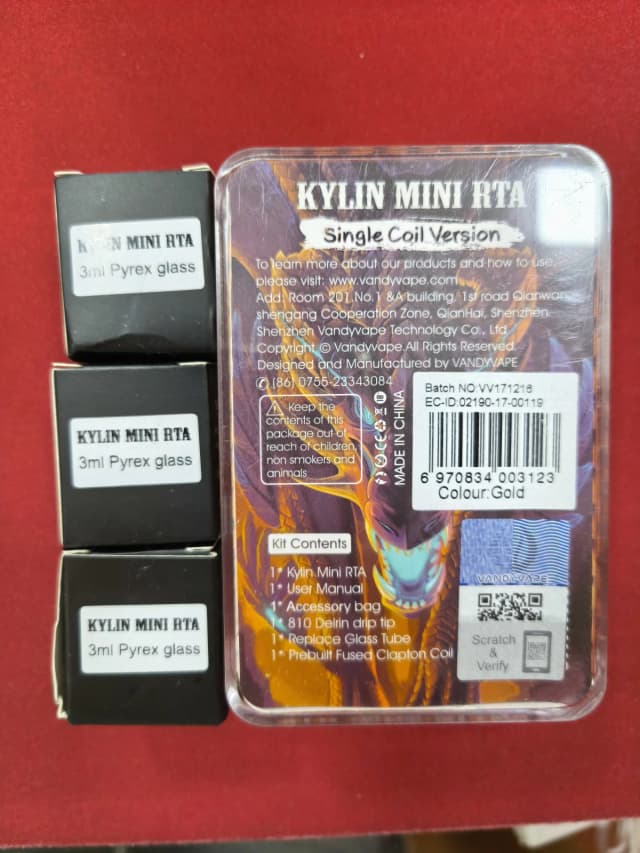 KYLIN MINI RTA
3ml Pyrex glass
KYLIN MINI RTA
3ml Pyrex glass
KYLIN MINI RTA
3ml Pyrex glass
KYLIN MINI RTA
Single Coil Version
To learn more about our products and how to use,
please visit: www.vandyvape.com
Add. Room 201,No.1 &A building, 1st road Qianwan,
shengang Cooperation Zone, QianHai, Shenzhen
Shenzhen Vandyvape Technology Co., Ltd
Copyright © Vandyvape.All Rights Reserved.
Designed and Manufactured by VANDYVAPE
(86) 0755-23343084
Keep the
contents of this
package out of
reach of children,
non smokers and
animals
MADE IN CHINA
Batch NO:VV171216
EC-ID:02190-17-00119
6 970834 003123
Colour:Gold
Kit Contents
1* Kylin Mini RTA
1* User Manual
1* Accessory bag
1* 810 Delrin drip tip
1* Replace Glass Tube
1* Prebuilt Fused Clapton Coil
VANDY VAPE
Scratch
&
Verify